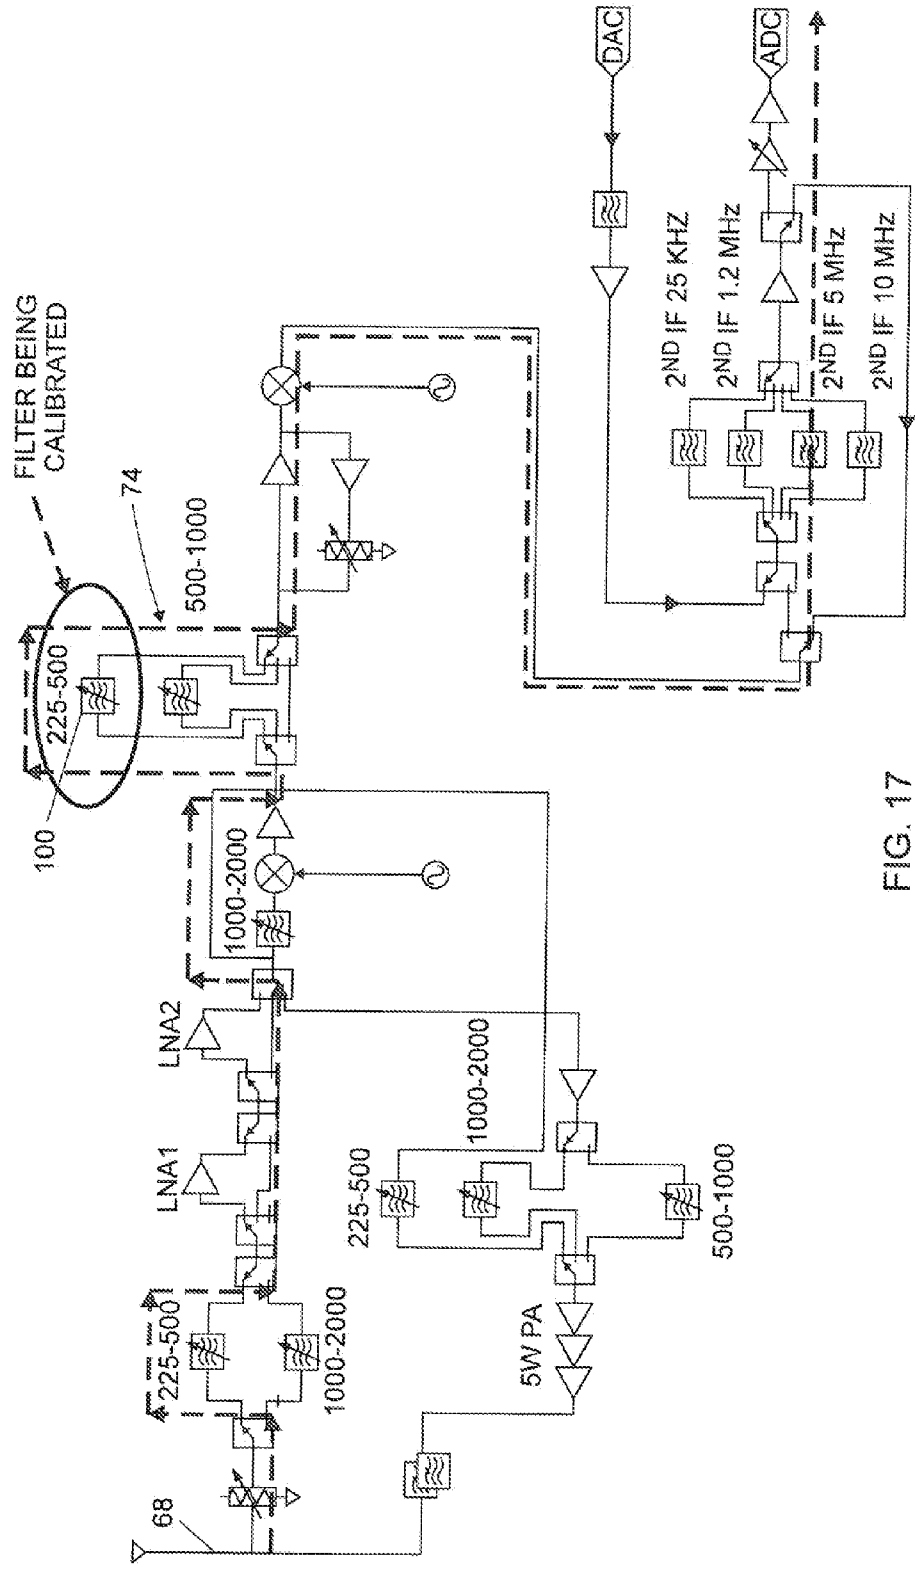 FILTER BEING
CALIBRATED
74
225-500
500-1000
100
LNA1
LNA2
1000-2000
225-500
1000-2000
68
225-500
1000-2000
500-1000
5W PA
DAC
ADC
2ND IF 25 KHZ
2ND IF 1.2 MHz
2ND IF 5 MHz
2ND IF 10 MHz
FIG. 17